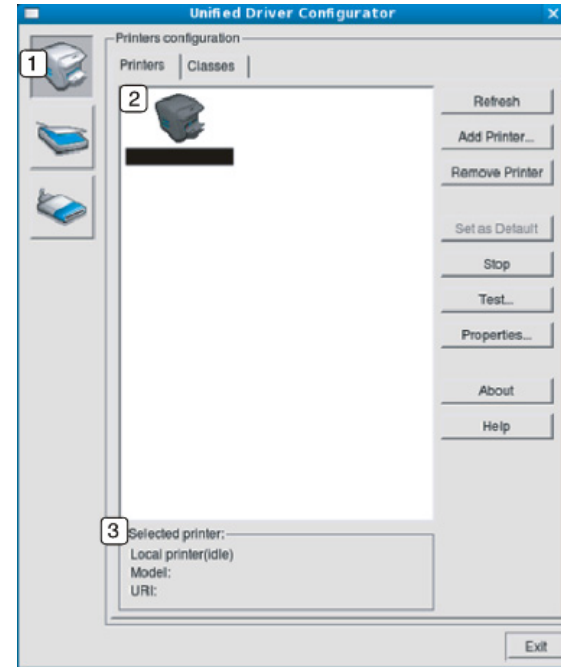 Unified Driver Configurator
1
Printers configuration
Printers Classes
2
Refresh
Add Printer...
Remove Printer
Set as Default
Stop
Test...
Properties...
About
Help
3
Selected printer:
Local printer(idle)
Model:
URI:
Exit